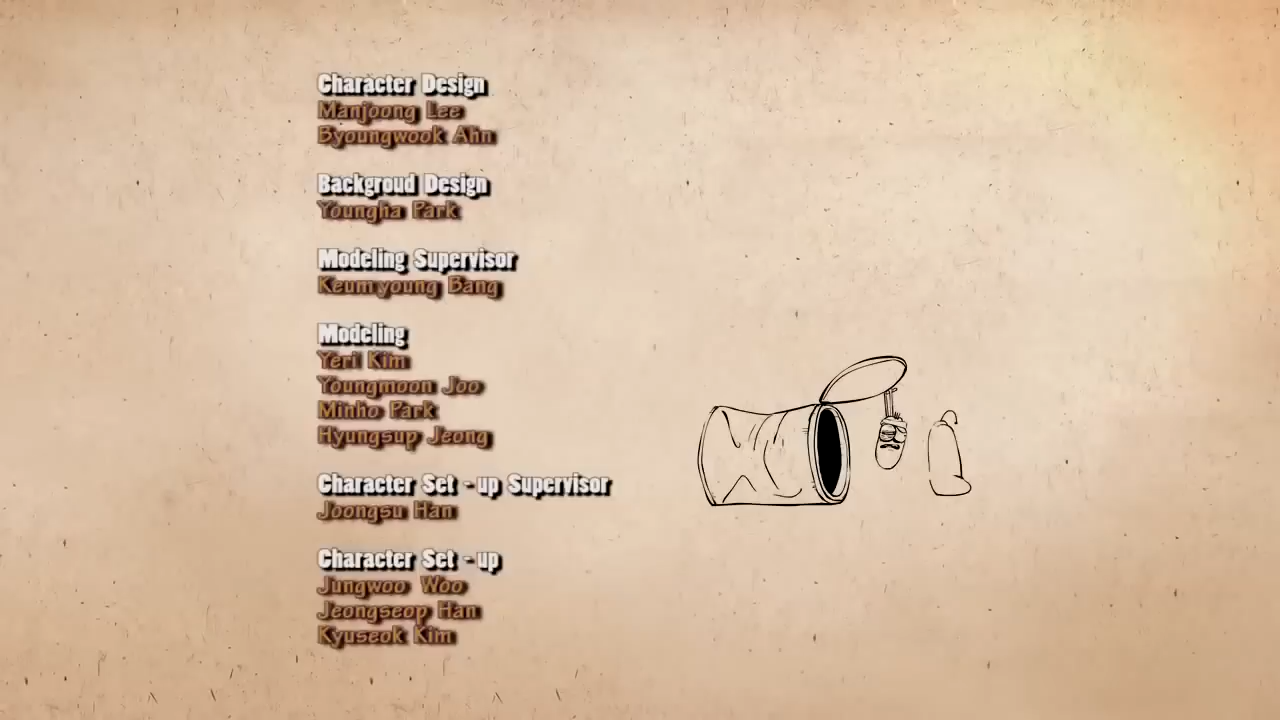 Character Design
Manjoong Lee
Byoungwook Ahn
Backgroud Design
Youngha Park
Modeling Supervisor
Keumyoung Bang
Modeling
Yeri Kim
Youngmoon Joo
Minho Park
Hyungsup Jeong
Character Set - up Supervisor
Joongsu Han
Character Set - up
Jungwoo Woo
Jeongseop Han
Kyuseok Kim